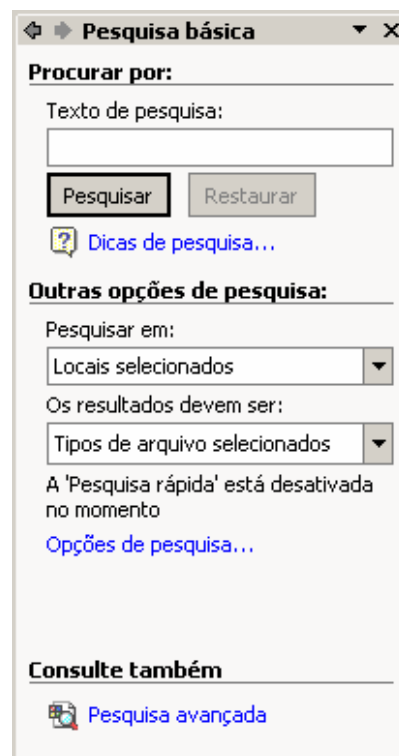 Pesquisa básica
Procurar por:
Texto de pesquisa:
Pesquisar Restaurar
Dicas de pesquisa...
Outras opções de pesquisa:
Pesquisar em:
Locais selecionados
Os resultados devem ser:
Tipos de arquivo selecionados
A 'Pesquisa rápida' está desativada
no momento
Opções de pesquisa...
Consulte também
Pesquisa avançada